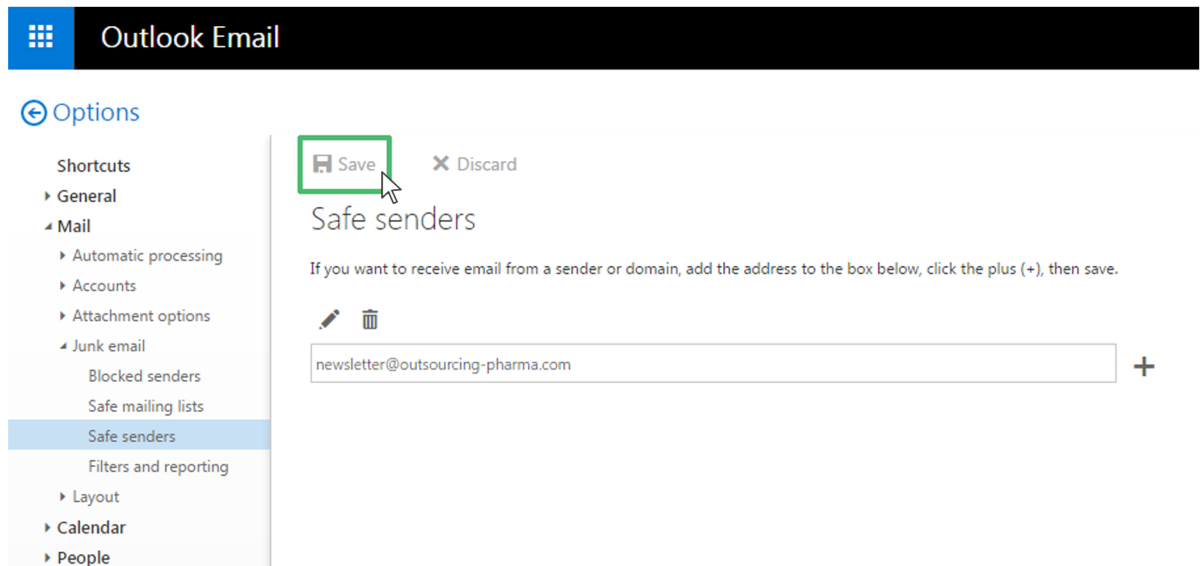 Outlook Email
Options
Shortcuts
General
Mail
Automatic processing
Accounts
Attachment options
Junk email
Blocked senders
Safe mailing lists
Safe senders
Filters and reporting
Layout
Calendar
People
Save Discard
Safe senders
If you want to receive email from a sender or domain, add the address to the box below, click the plus (+), then save.
newsletter@outsourcing-pharma.com